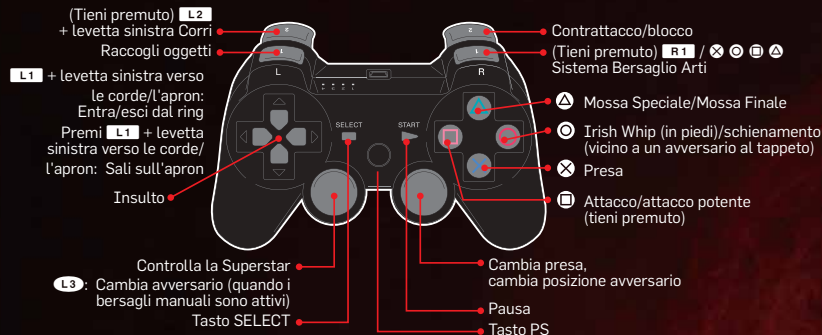 (Tieni premuto) L2
+ levetta sinistra Corri
Raccogli oggetti
L1 + levetta sinistra verso
le corde/l'apron:
Entra/esci dal ring
Premi L1 + levetta
sinistra verso le corde/
l'apron: Sali sull'apron
Insulto
Controlla la Superstar
L3: Cambia avversario (quando i
bersagli manuali sono attivi)
Tasto SELECT
2
1
L
SELECT
START
2
1
R
Contrattacco/blocco
(Tieni premuto) R1 / ⊗ ⊙ □ △
Sistema Bersaglio Arti
△ Mossa Speciale/Mossa Finale
⊙ Irish Whip (in piedi)/schienamento
(vicino a un avversario al tappeto)
⊗ Presa
□ Attacco/attacco potente
(tieni premuto)
Cambia presa,
cambia posizione avversario
Pausa
Tasto PS